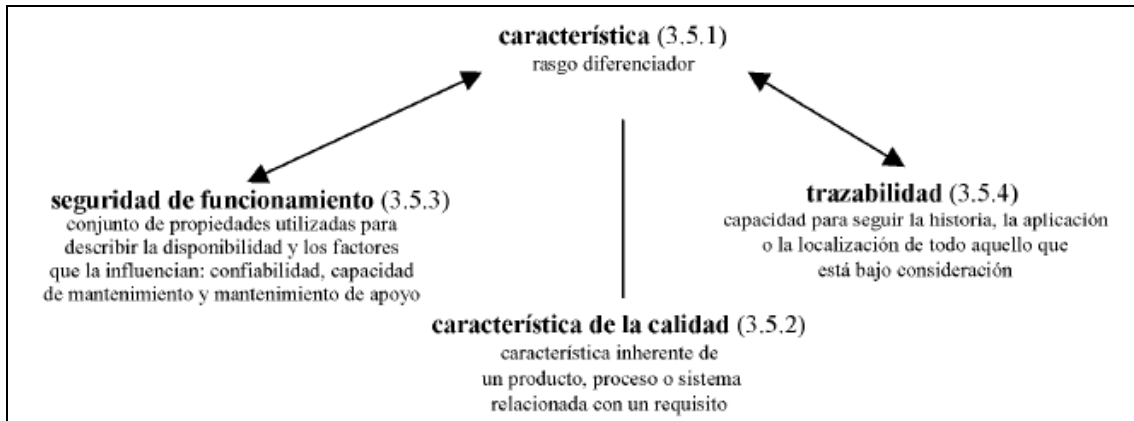 característica (3.5.1)
rasgo diferenciador
seguridad de funcionamiento (3.5.3)
conjunto de propiedades utilizadas para
describir la disponibilidad y los factores
que la influencian: confiabilidad, capacidad
de mantenimiento y mantenimiento de apoyo
trazabilidad (3.5.4)
capacidad para seguir la historia, la aplicación
o la localización de todo aquello que
está bajo consideración
característica de la calidad (3.5.2)
característica inherente de
un producto, proceso o sistema
relacionada con un requisito